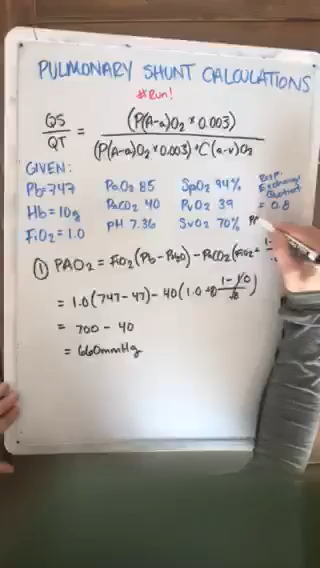 PULMONARY SHUNT CALCULATIONS
#Run!
QS/QT = (P(A-a)O₂ * 0.003) / (P(A-a)O₂ * 0.003) + C(a-v)O₂
GIVEN:
Pb=747 PaO₂ 85 SpO₂ 94% Exchange
Hb=10g PaCO₂ 40 PvO₂ 39 Quotient
FiO₂=1.0 pH 7.36 SvO₂ 70% = 0.8
① PAO₂ = FiO₂(Pb-PH₂O) - PaCO₂(FiO₂+ 1-
= 1.0(747-47) - 40(1.0
= 700 - 40
= 660mmHg